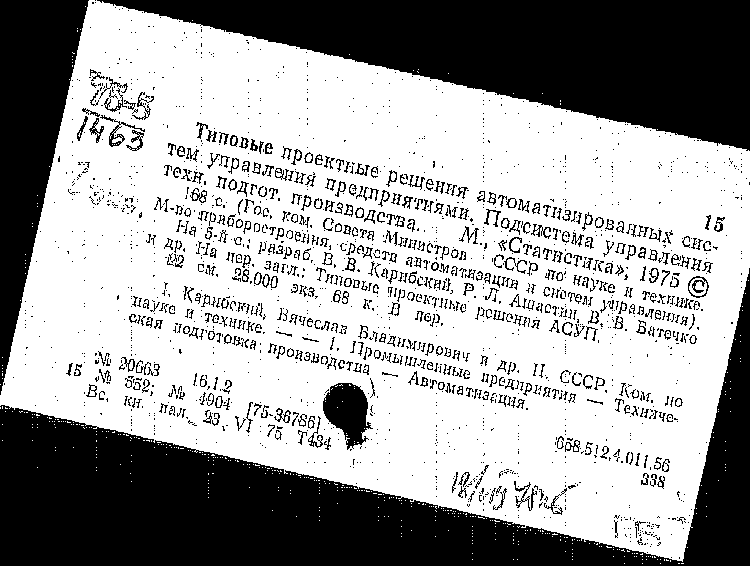 75-5
1463
2 экз.
15
Типовые проектные решения автоматизированных сис-
тем управления предприятиями. Подсистема управления
техн. подгот. производства. М., «Статистика», 1975 ©
168 с. (Гос. ком. Совета Министров СССР по науке и технике.
М-во приборостроения, средств автоматизации и систем управления).
На 5-й с.: разраб. В. В. Карибский, Р. Л. Ашастин, В. В. Батечко
и др. На пер. загл.: Типовые проектные решения АСУП.
22 см. 28.000 экз. 68 к. В пер.
I. Карибский, Вячеслав Владимирович и др. II. СССР. Ком. по
науке и технике. — — 1. Промышленные предприятия — Техниче-
ская подготовка производства — Автоматизация.
15 № 20663 16.1.2
№ 552; № 4904 [75-36786]
Вс. кн. пал. 23 VI 75 Т434
658.512.4.011.56
338
ГБ